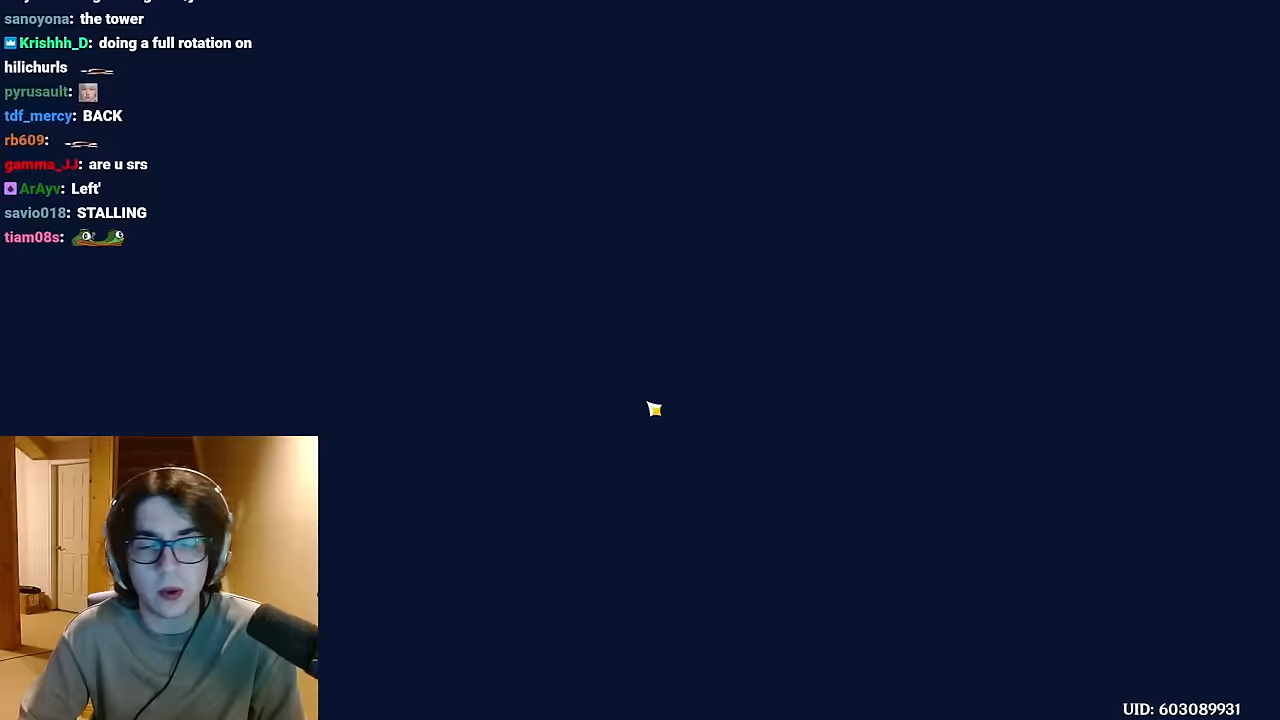 sanoyona: the tower
Krishhh_D: doing a full rotation on
hilichurls
pyrusault:
tdf_mercy: BACK
rb609:
gamma_JJ: are u srs
ArAyv: Left'
savio018: STALLING
tiam08s:
UID: 603089931